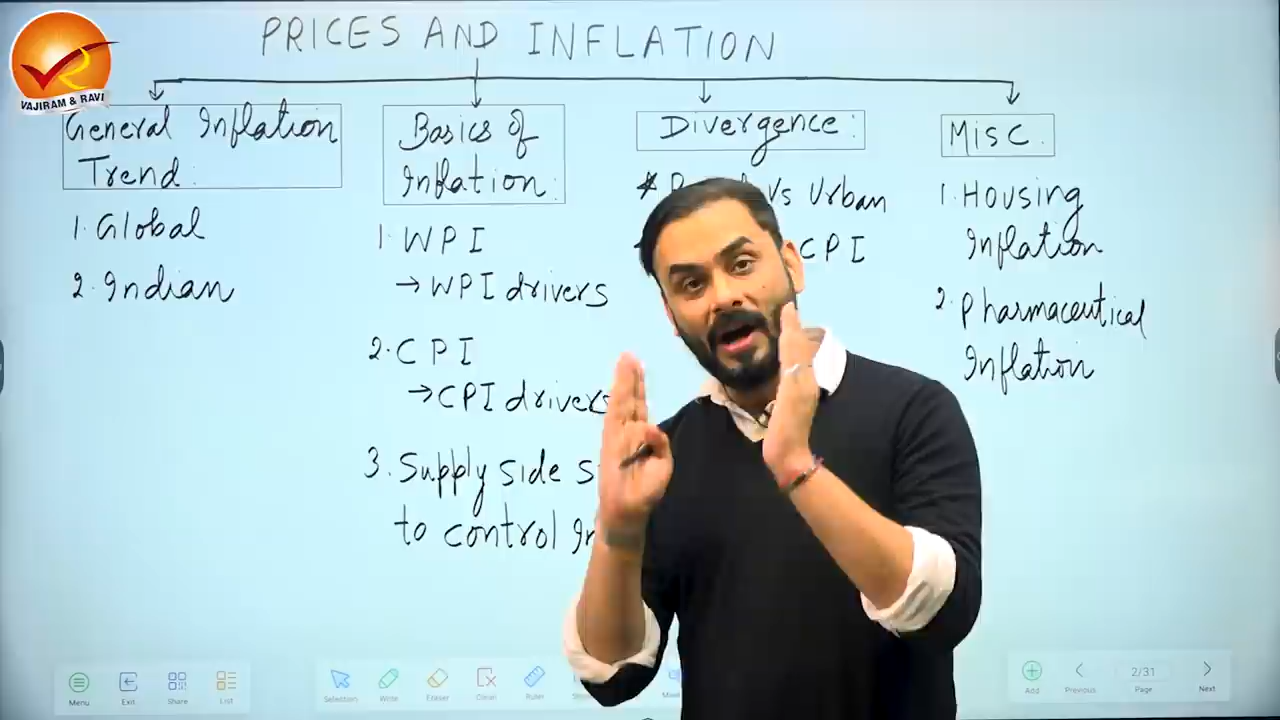 PRICES AND INFLATION
VAJIRAM & RAVI
General Inflation
Trend:
1. Global
2. Indian
Basics of
Inflation:
1. WPI
→ WPI drivers
2. CPI
→ CPI drivers
3. Supply side
to control
Divergence:
* Vs Urban
CPI
Misc.
1. Housing
Inflation
2. Pharmaceutical
Inflation
Menu
Exit
Share
List
Selection
Write
Eraser
Clean
Ruler
Add
Previous
2/31
Page
Next